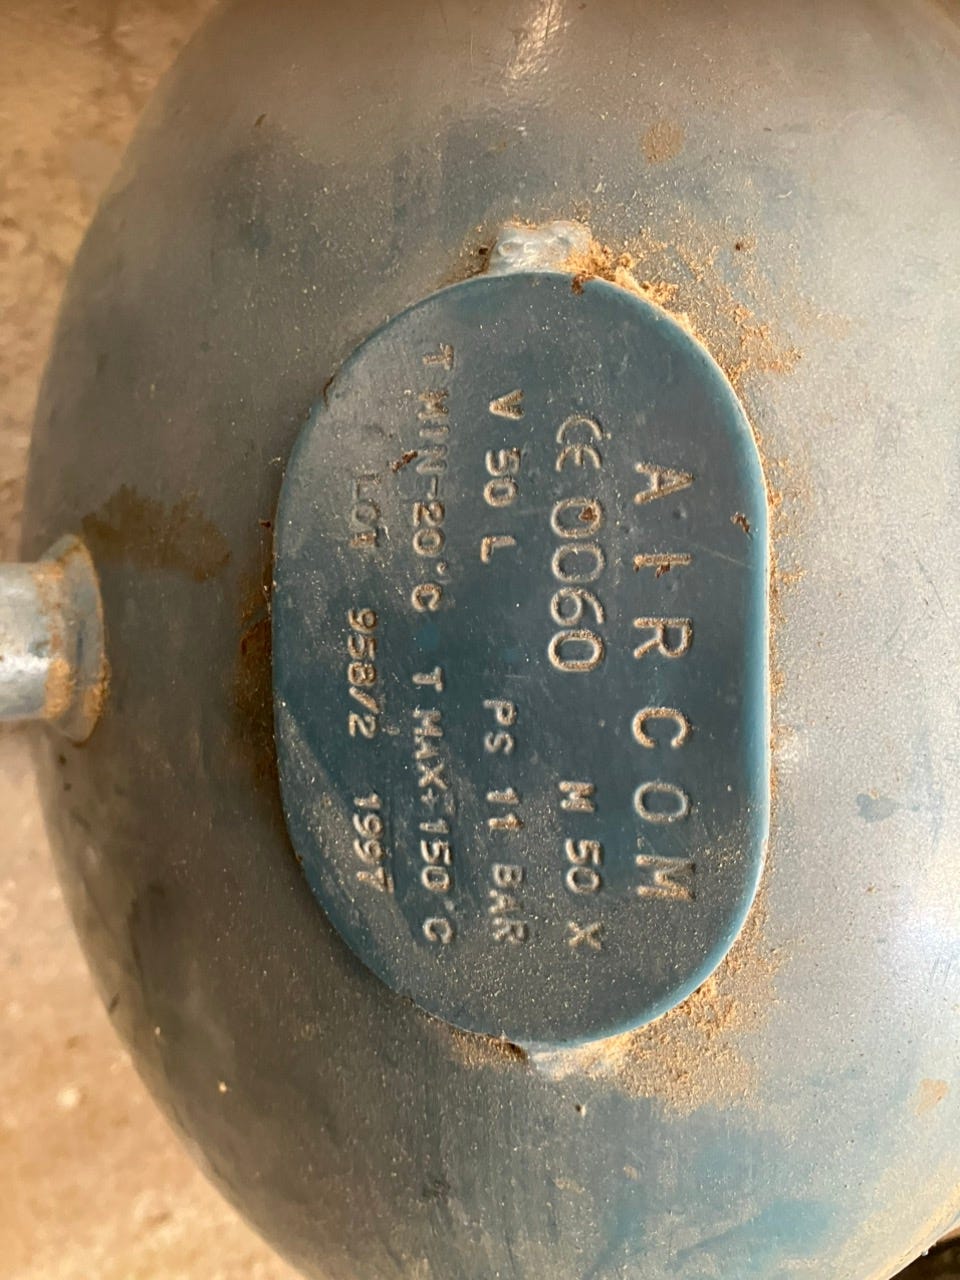 AIRCOM
CE 0060 M 50 X
V 50 L PS 11 BAR
T MIN-20°C T MAX+150°C
LOT 958/2 1997